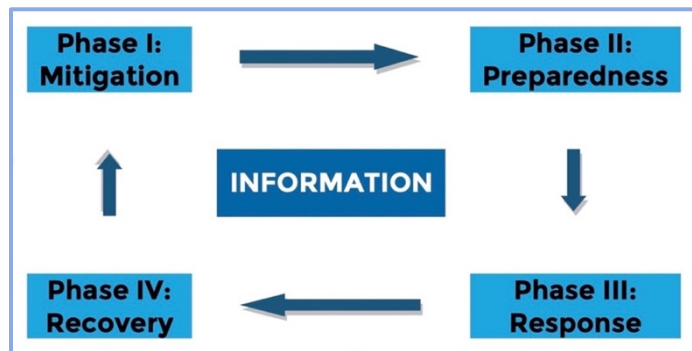 Phase I:
Mitigation
Phase II:
Preparedness
INFORMATION
Phase IV:
Recovery
Phase III:
Response